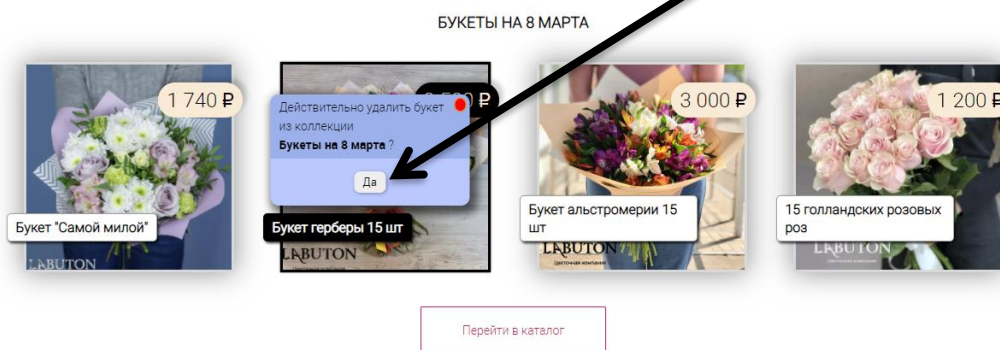 БУКЕТЫ НА 8 МАРТА
1 740 ₽
Действительно удалить букет
из коллекции
Букеты на 8 марта ?
Да
₽
3 000 ₽
1 200 ₽
Букет "Самой милой"
Букет герберы 15 шт
Букет альстромерии 15
шт
15 голландских розовых
роз
LABUTON
LABUTON
LABUTON
Цветочная компания
LABUTON
Перейти в каталог